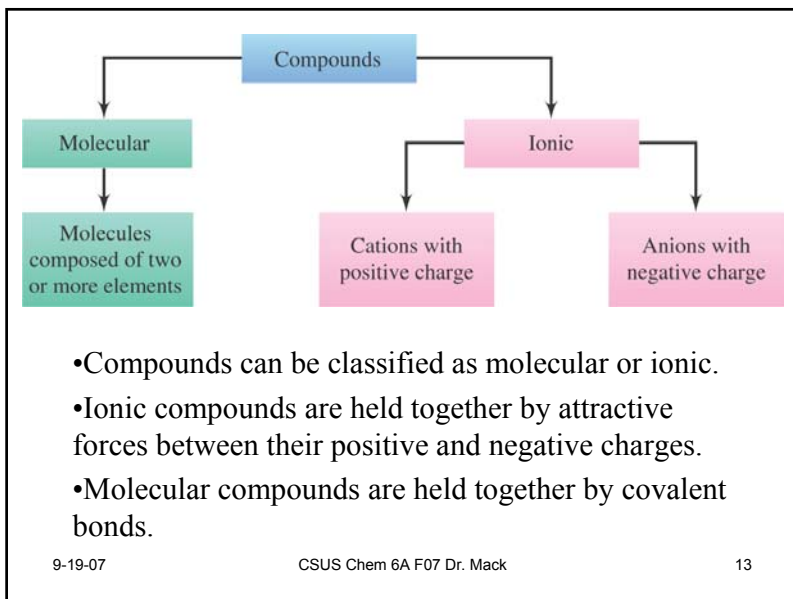 Compounds
Molecular
Ionic
Molecules
composed of two
or more elements
Cations with
positive charge
Anions with
negative charge
•Compounds can be classified as molecular or ionic.
•Ionic compounds are held together by attractive
forces between their positive and negative charges.
•Molecular compounds are held together by covalent
bonds.
9-19-07
CSUS Chem 6A F07 Dr. Mack
13